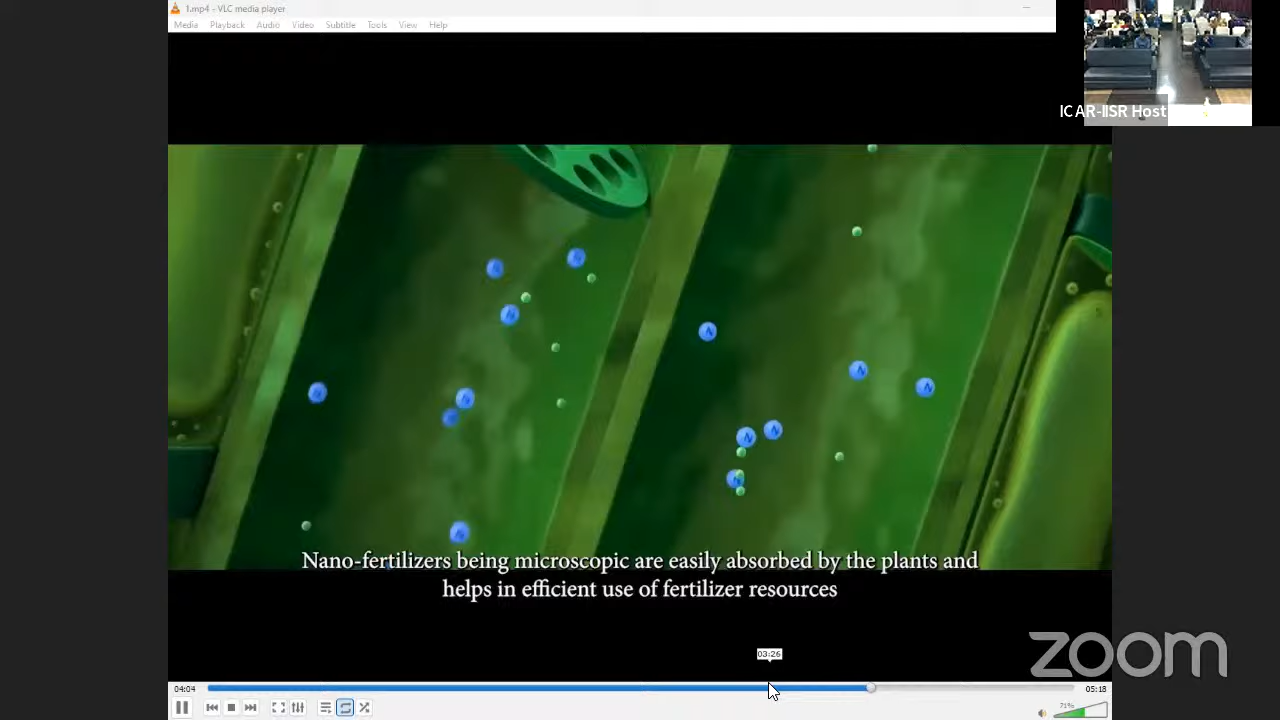 1.mp4 - VLC media player
Media Playback Audio Video Subtitle Tools View Help
ICAR-IISR Host
N N N N N N N
Nano-fertilizers being microscopic are easily absorbed by the plants and
helps in efficient use of fertilizer resources
zoom
03:26
04:04
05:18
71%